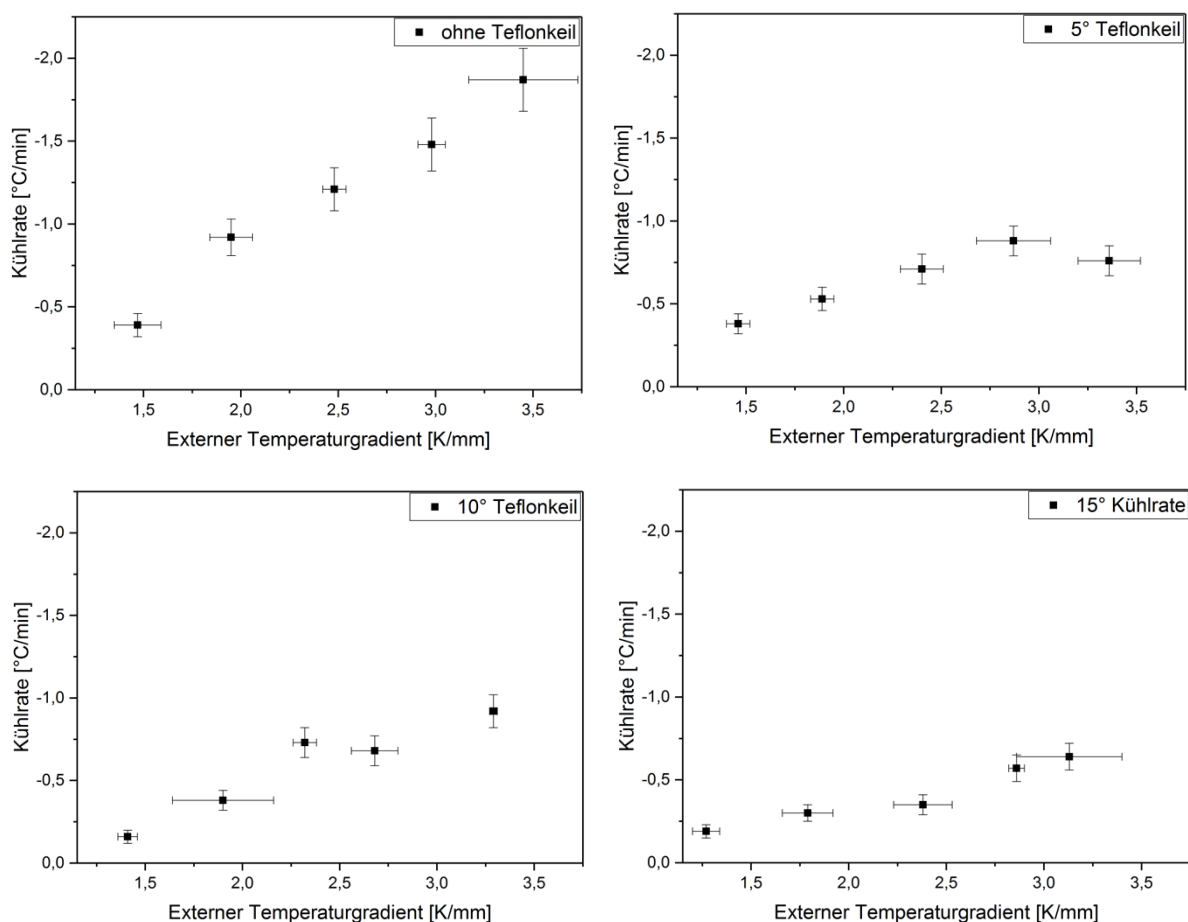 ohne Teflonkeil
-2,0
-1,5
-1,0
-0,5
0,0
Kühlrate [°C/min]
1,5 2,0 2,5 3,0 3,5
Externer Temperaturgradient [K/mm]
5° Teflonkeil
-2,0
-1,5
-1,0
-0,5
0,0
Kühlrate [°C/min]
1,5 2,0 2,5 3,0 3,5
Externer Temperaturgradient [K/mm]
10° Teflonkeil
-2,0
-1,5
-1,0
-0,5
0,0
Kühlrate [°C/min]
1,5 2,0 2,5 3,0 3,5
Externer Temperaturgradient [K/mm]
15° Kühlrate
-2,0
-1,5
-1,0
-0,5
0,0
Kühlrate [°C/min]
1,5 2,0 2,5 3,0 3,5
Externer Temperaturgradient [K/mm]